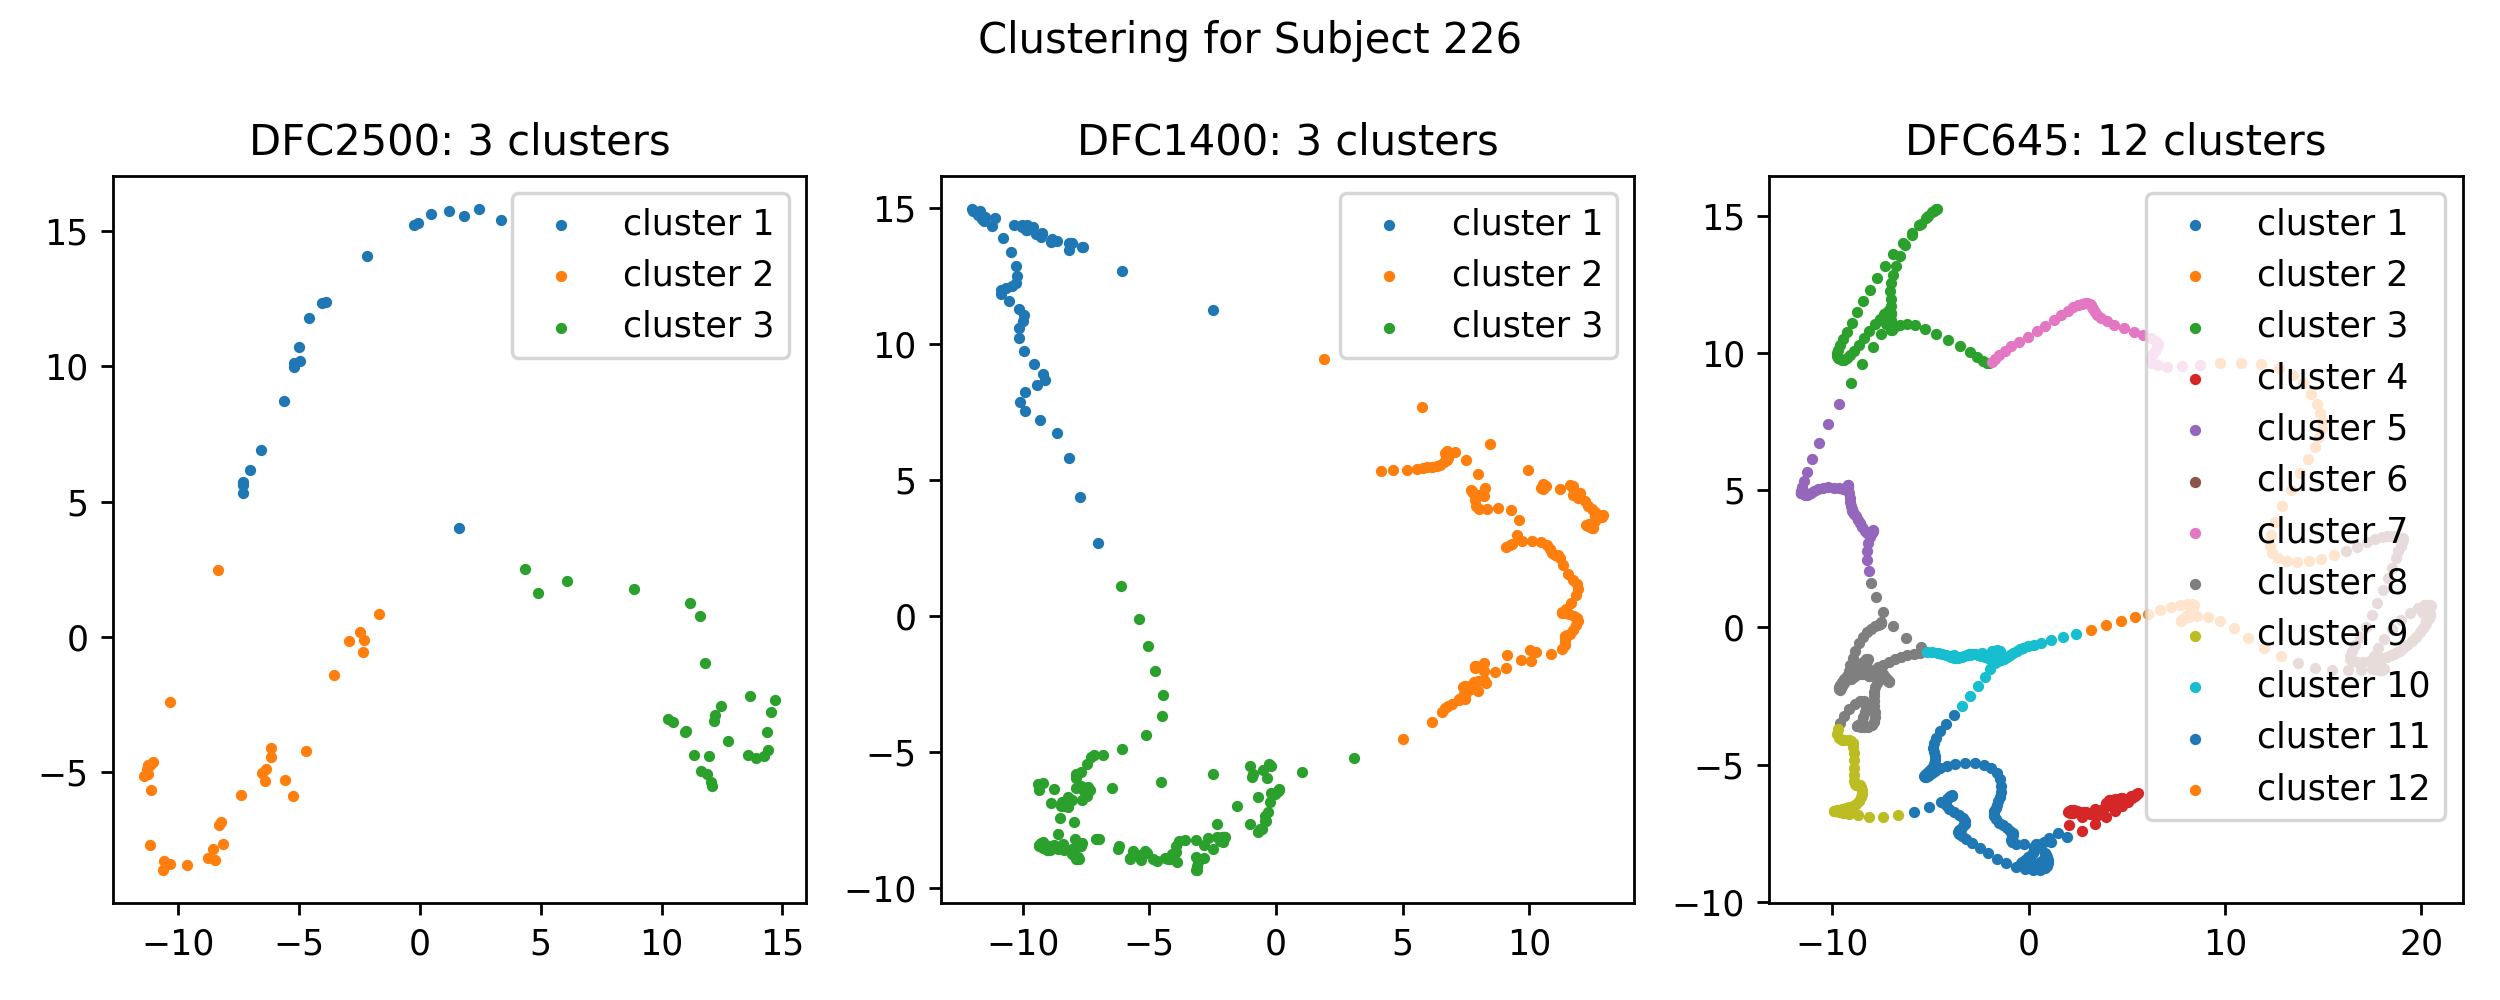 Clustering for Subject 226
DFC2500: 3 clusters
15
10
5
0
−5
−10
−5
0
5
10
15
cluster 1
cluster 2
cluster 3
DFC1400: 3 clusters
15
10
5
0
−5
−10
−10
−5
0
5
10
cluster 1
cluster 2
cluster 3
DFC645: 12 clusters
15
10
5
0
−5
−10
−10
0
10
20
cluster 1
cluster 2
cluster 3
cluster 4
cluster 5
cluster 6
cluster 7
cluster 8
cluster 9
cluster 10
cluster 11
cluster 12